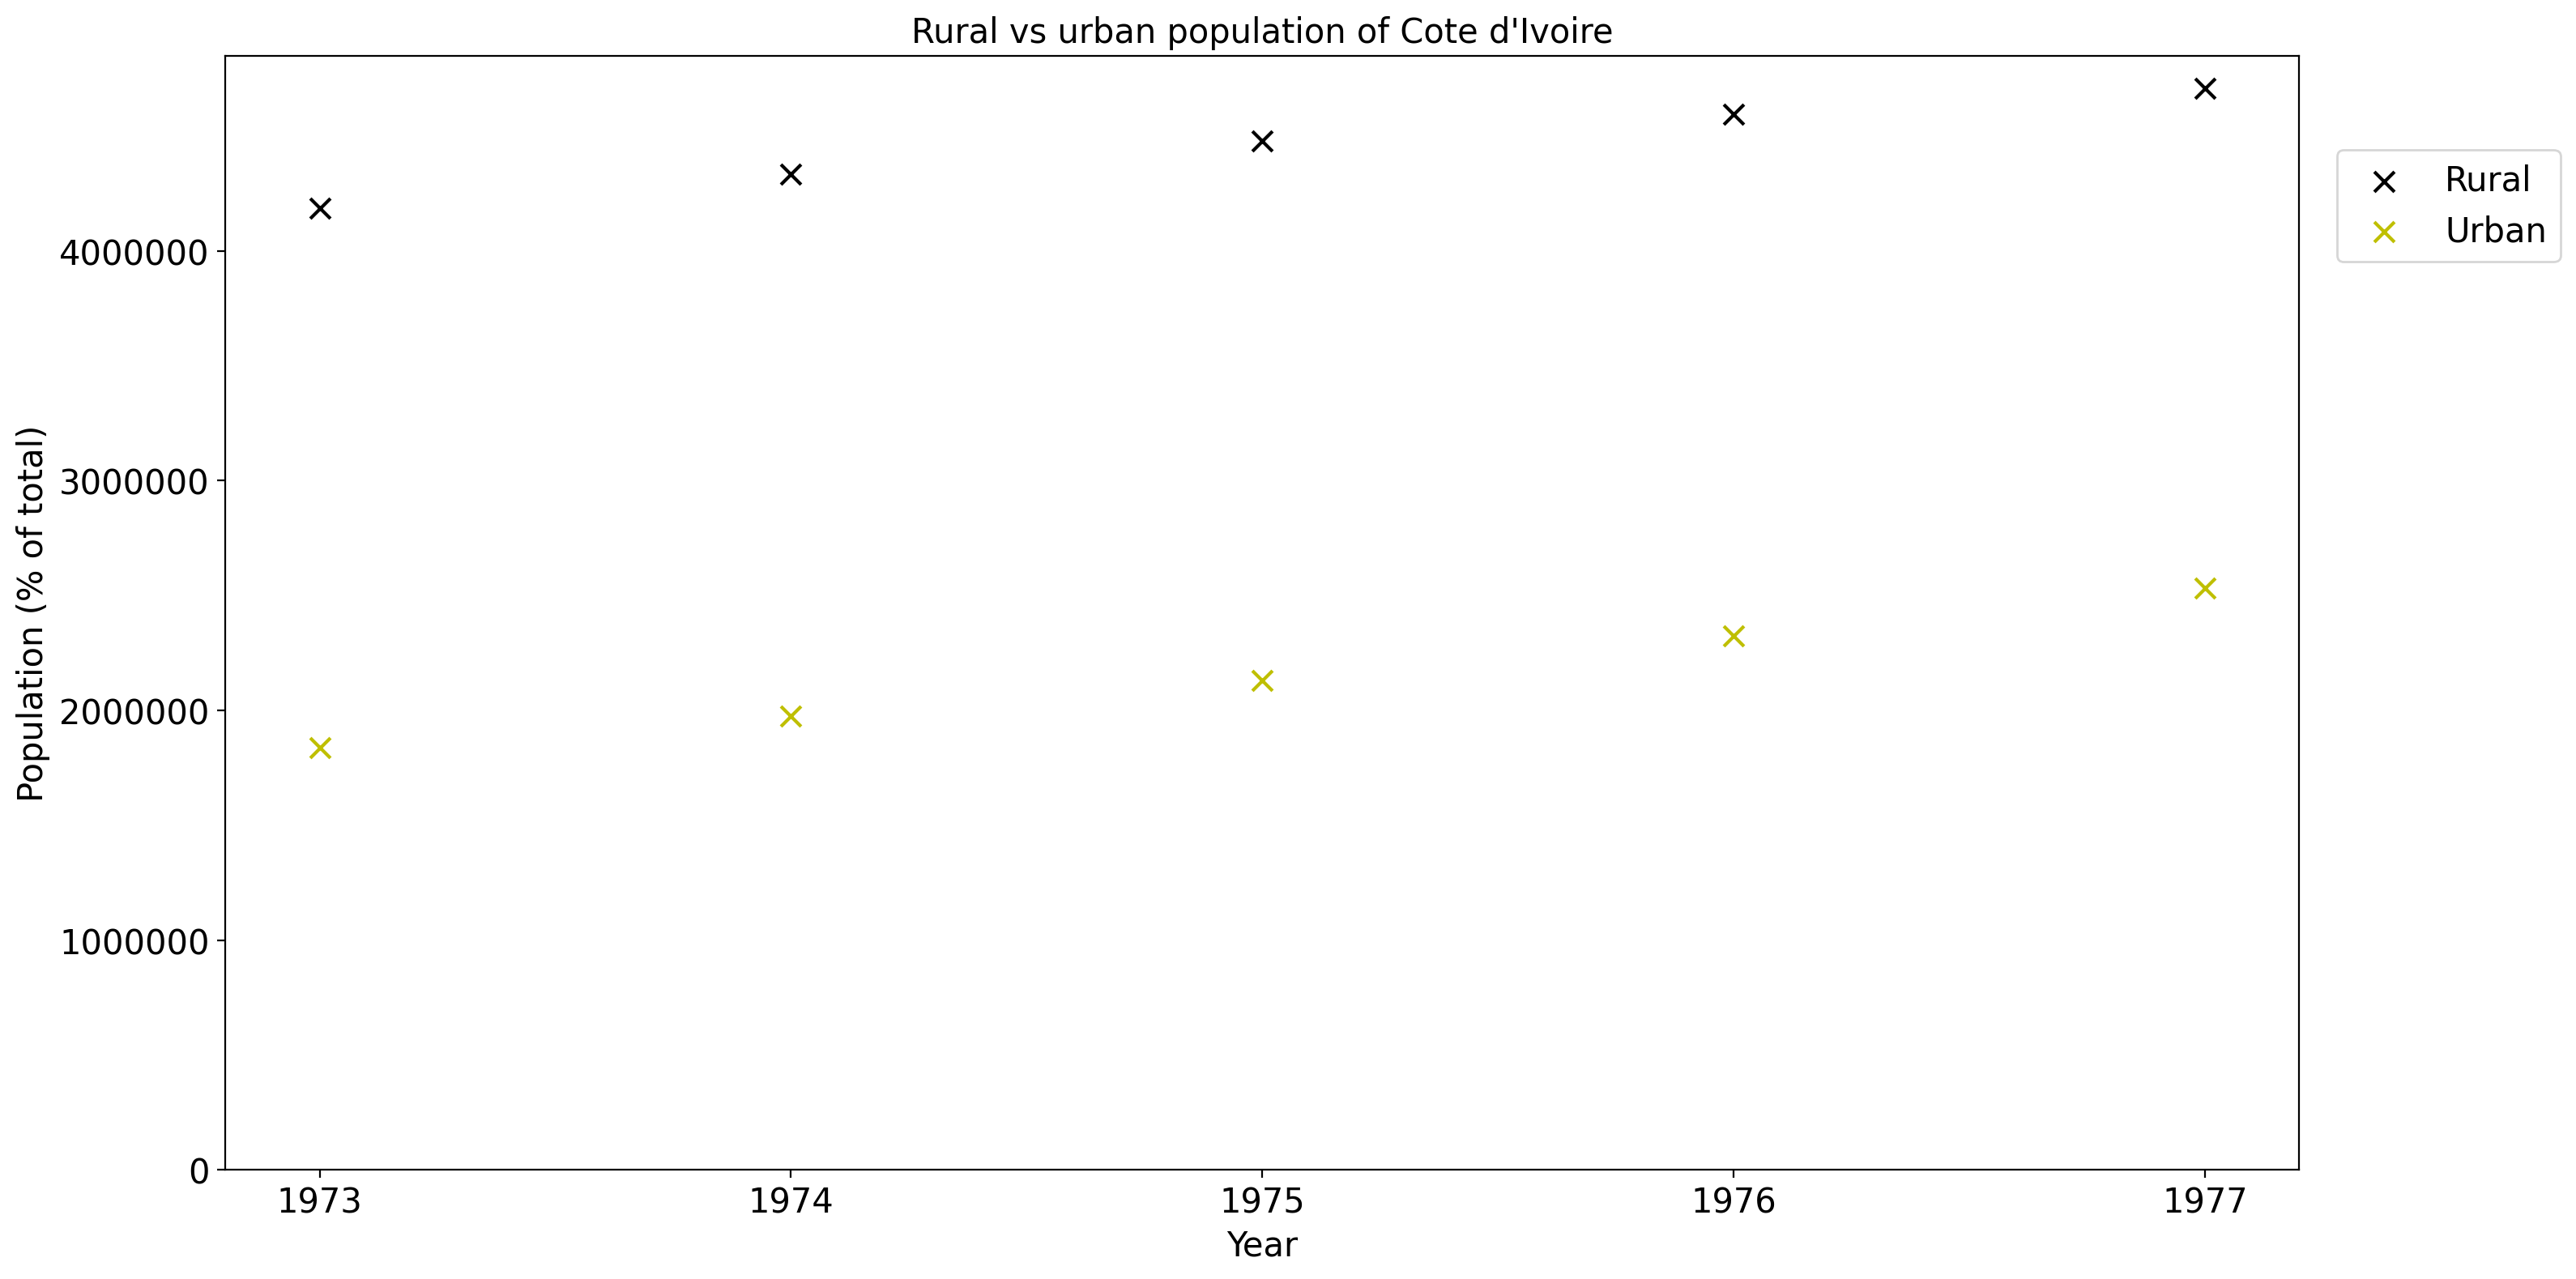 Rural vs urban population of Cote d'Ivoire
Population (% of total)
4000000
3000000
2000000
1000000
0
1973 1974 1975 1976 1977
Year
Rural
Urban